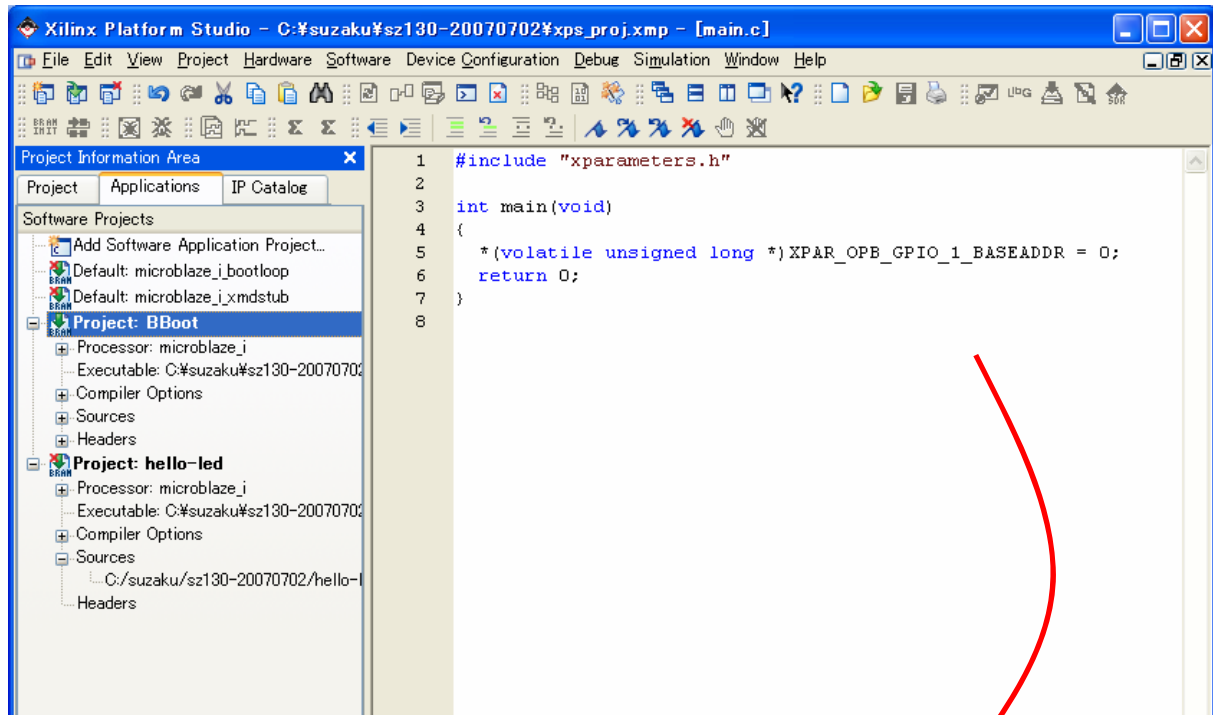 Xilinx Platform Studio - C:¥suzaku¥sz130-20070702¥xps_proj.xmp - [main.c]
File Edit View Project Hardware Software Device Configuration Debug Simulation Window Help
Project Information Area
Project Applications IP Catalog
Software Projects
Add Software Application Project...
Default: microblaze_i_bootloop
Default: microblaze_i_xmdstub
Project: BBoot
Processor: microblaze_i
Executable: C:¥suzaku¥sz130-20070702
Compiler Options
Sources
Headers
Project: hello-led
Processor: microblaze_i
Executable: C:¥suzaku¥sz130-20070702
Compiler Options
Sources
C:/suzaku/sz130-20070702/hello-l
Headers
1 #include "xparameters.h"
2
3 int main(void)
4 {
5 *(volatile unsigned long *)XPAR_OPB_GPIO_1_BASEADDR = 0;
6 return 0;
7 }
8